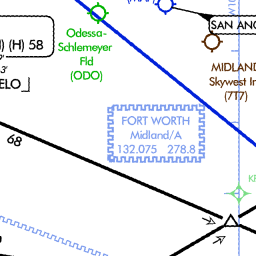 SAN ANG
) (H) 58
3'
ELO
Odessa-
Schlemeyer
Fld
(ODO)
MIDLAND
Skywest In
(7T7)
FORT WORTH
Midland/A
132.075 278.8
68